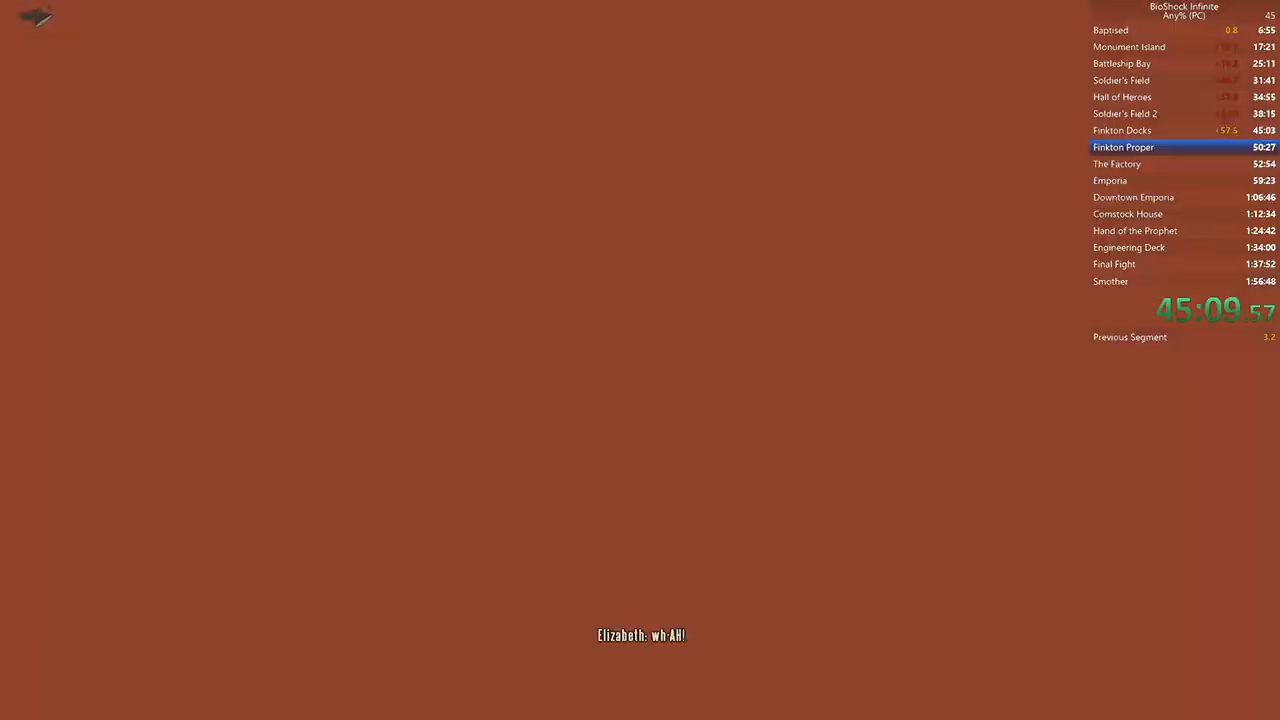 BioShock Infinite
Any% (PC) 45
Baptised 0.8 6:55
Monument Island 17:21
Battleship Bay 25:11
Soldier's Field 31:41
Hall of Heroes 34:55
Soldier's Field 2 38:15
Finkton Docks -57.5 45:03
Finkton Proper 50:27
The Factory 52:54
Emporia 59:23
Downtown Emporia 1:06:46
Comstock House 1:12:34
Hand of the Prophet 1:24:42
Engineering Deck 1:34:00
Final Fight 1:37:52
Smother 1:56:48
45:09.57
Previous Segment 3.2
Elizabeth: wh-AH!